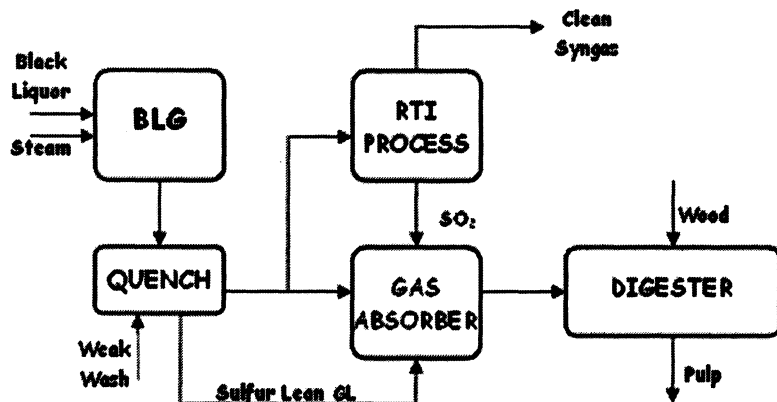 Clean
Syngas
Black
Liquor
Steam
BLG
RTI
PROCESS
SO₂
Wood
QUENCH
GAS
ABSORBER
DIGESTER
Weak
Wash
Sulfur Lean GL
Pulp